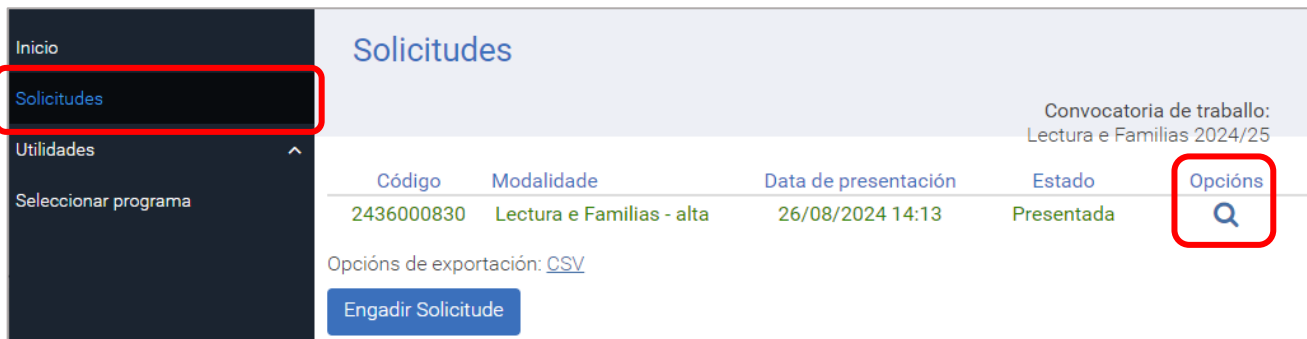 Inicio
Solicitudes
Utilidades
Seleccionar programa
Solicitudes
Convocatoria de traballo:
Lectura e Familias 2024/25
Código Modalidade Data de presentación Estado Opcións
2436000830 Lectura e Familias - alta 26/08/2024 14:13 Presentada
Opcións de exportación: CSV
Engadir Solicitude